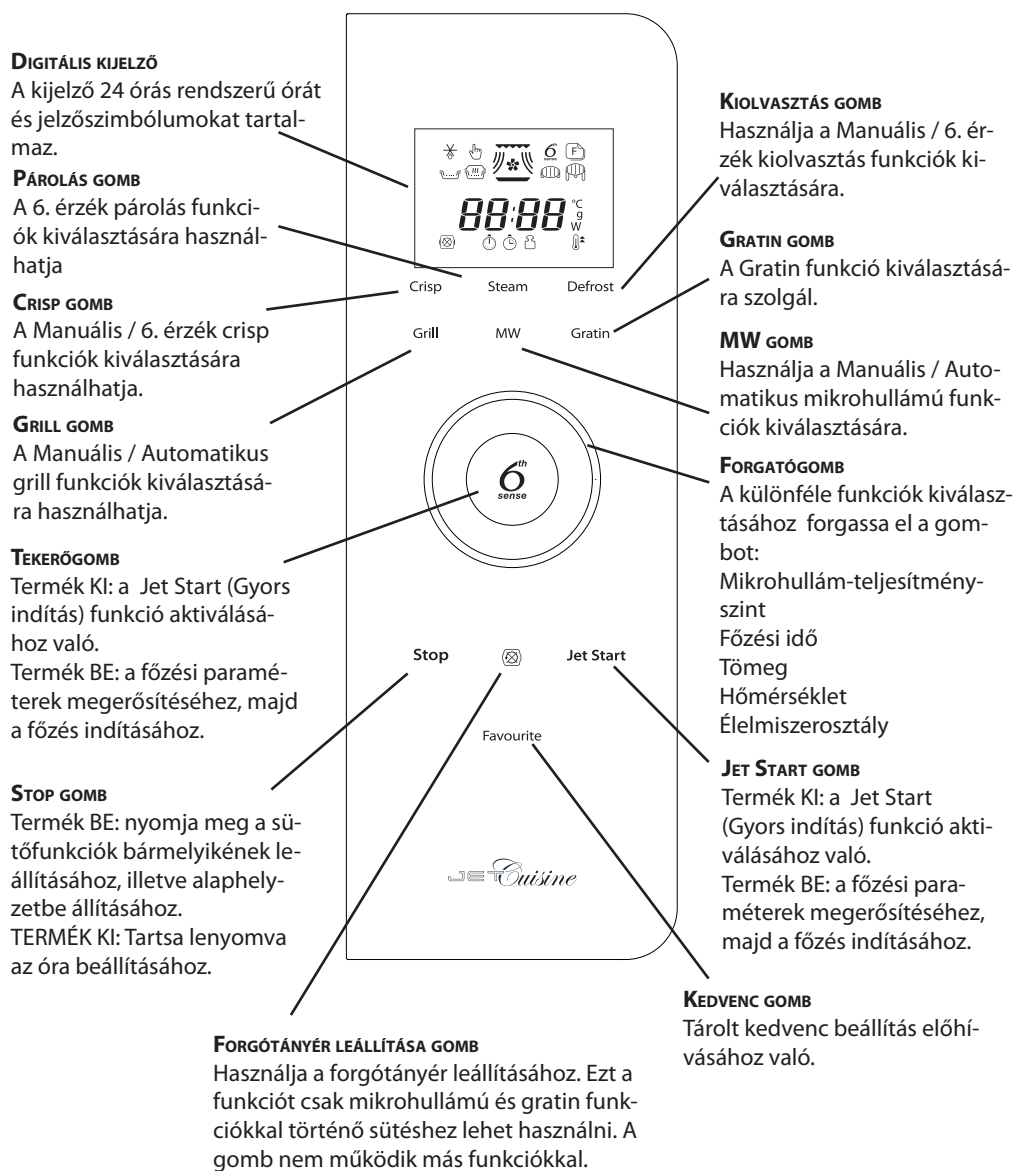 DIGITÁLIS KIJELZŐ
A kijelző 24 órás rendszerű órát
és jelzőszimbólumokat tartal-
maz.
PÁROLÁS GOMB
A 6. érzék párolás funkci-
ók kiválasztására használ-
hatja
CRISP GOMB
A Manuális / 6. érzék crisp
funkciók kiválasztására
használhatja.
GRILL GOMB
A Manuális / Automatikus
grill funkciók kiválasztásá-
ra használhatja.
TEKERŐGOMB
Termék KI: a Jet Start (Gyors
indítás) funkció aktiválásá-
hoz való.
Termék BE: a főzési paramé-
terek megerősítéséhez, majd
a főzés indításához.
STOP GOMB
Termék BE: nyomja meg a sü-
tőfunkciók bármelyikének le-
állításához, illetve alaphely-
zetbe állításához.
TERMÉK KI: Tartsa lenyomva
az óra beállításához.
6th sense F
88:88 °C g W
Crisp Steam Defrost
Grill MW Gratin
6th
sense
Stop Jet Start
Favourite
JET Cuisine
KIOLVASZTÁS GOMB
Használja a Manuális / 6. ér-
zék kiolvasztás funkciók ki-
választására.
GRATIN GOMB
A Gratin funkció kiválasztásá-
ra szolgál.
MW GOMB
Használja a Manuális / Auto-
matikus mikrohullámú funk-
ciók kiválasztására.
FORGATÓGOMB
A különféle funkciók kiválasz-
tásához forgassa el a gom-
bot:
Mikrohullám-teljesítmény-
szint
Főzési idő
Tömeg
Hőmérséklet
Élelmiszerosztály
JET START GOMB
Termék KI: a Jet Start
(Gyors indítás) funkció akti-
válásához való.
Termék BE: a főzési para-
méterek megerősítéséhez,
majd a főzés indításához.
KEDVENC GOMB
Tárolt kedvenc beállítás előhí-
vásához való.
FORGÓTÁNYÉR LEÁLLÍTÁSA GOMB
Használja a forgótányér leállításához. Ezt a
funkciót csak mikrohullámú és gratin funk-
ciókkal történő sütéshez lehet használni. A
gomb nem működik más funkciókkal.